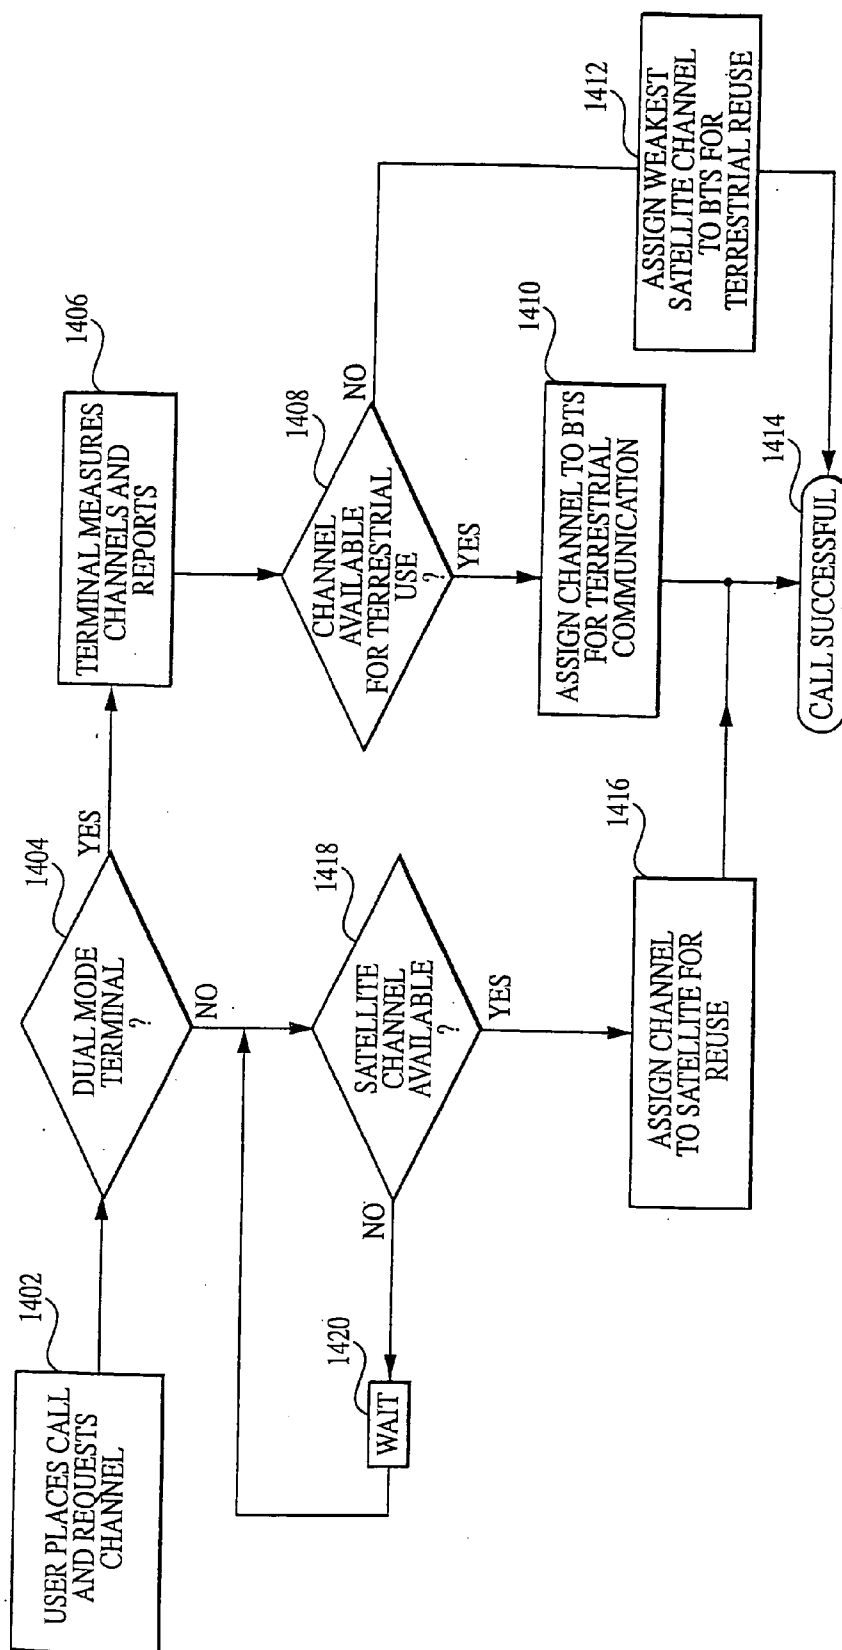 USER PLACES CALL
AND REQUESTS
CHANNEL
1402
DUAL MODE
TERMINAL
?
1404
YES
NO
TERMINAL MEASURES
CHANNELS AND
REPORTS
1406
CHANNEL
AVAILABLE
FOR TERRESTRIAL
USE
?
1408
NO
YES
ASSIGN CHANNEL TO BTS
FOR TERRESTRIAL
COMMUNICATION
1410
ASSIGN WEAKEST
SATELLITE CHANNEL
TO BTS FOR
TERRESTRIAL REUSE
1412
CALL SUCCESSFUL
1414
SATELLITE
CHANNEL
AVAILABLE
?
1418
NO
YES
WAIT
1420
ASSIGN CHANNEL
TO SATELLITE FOR
REUSE
1416